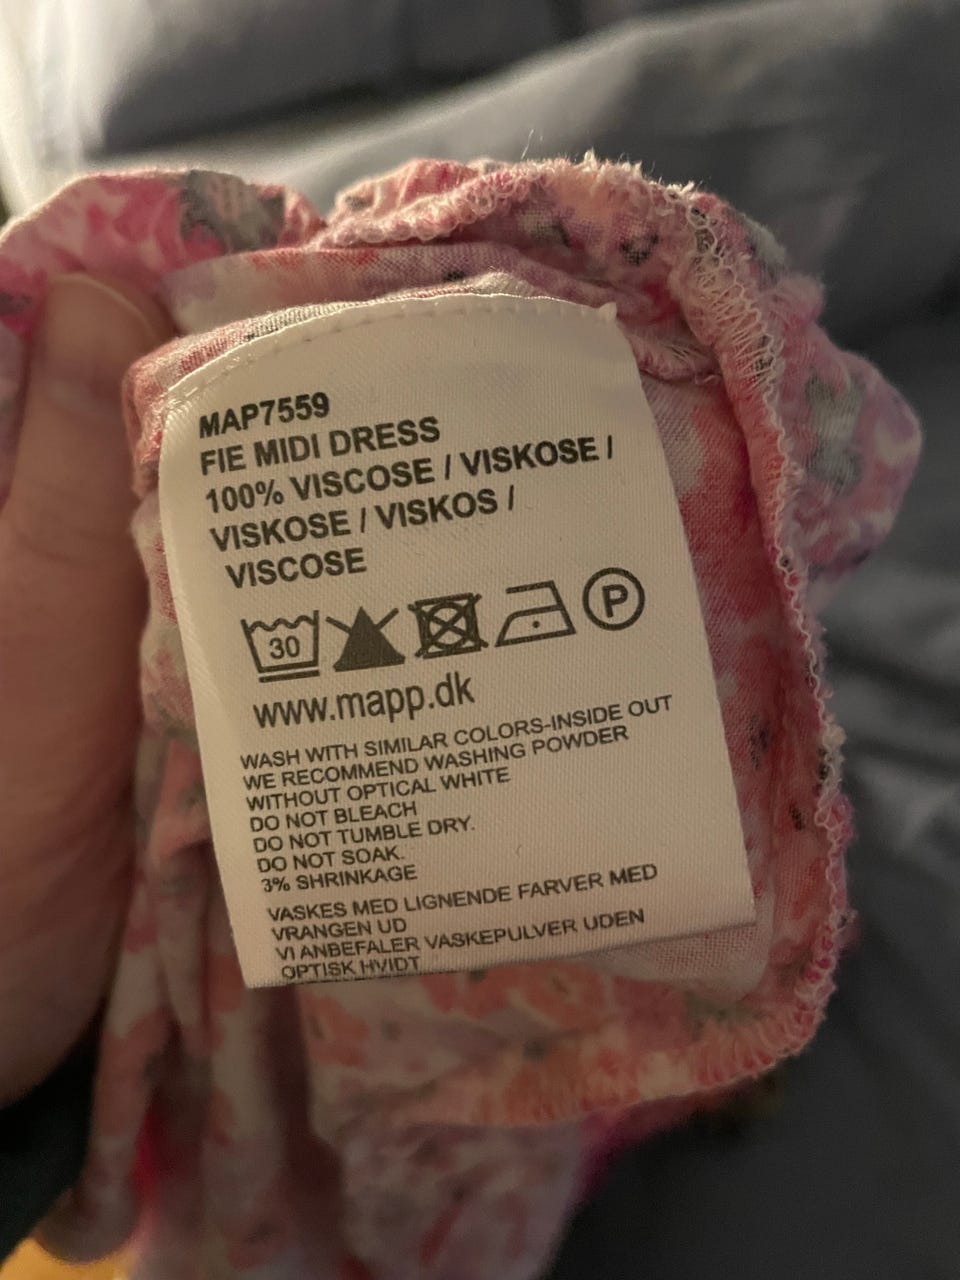 MAP7559
FIE MIDI DRESS
100% VISCOSE / VISKOSE /
VISKOSE / VISKOS /
VISCOSE
30 P
www.mapp.dk
WASH WITH SIMILAR COLORS-INSIDE OUT
WE RECOMMEND WASHING POWDER
WITHOUT OPTICAL WHITE
DO NOT BLEACH
DO NOT TUMBLE DRY.
DO NOT SOAK.
3% SHRINKAGE
VASKES MED LIGNENDE FARVER MED
VRANGEN UD
VI ANBEFALER VASKEPULVER UDEN
OPTISK HVIDT